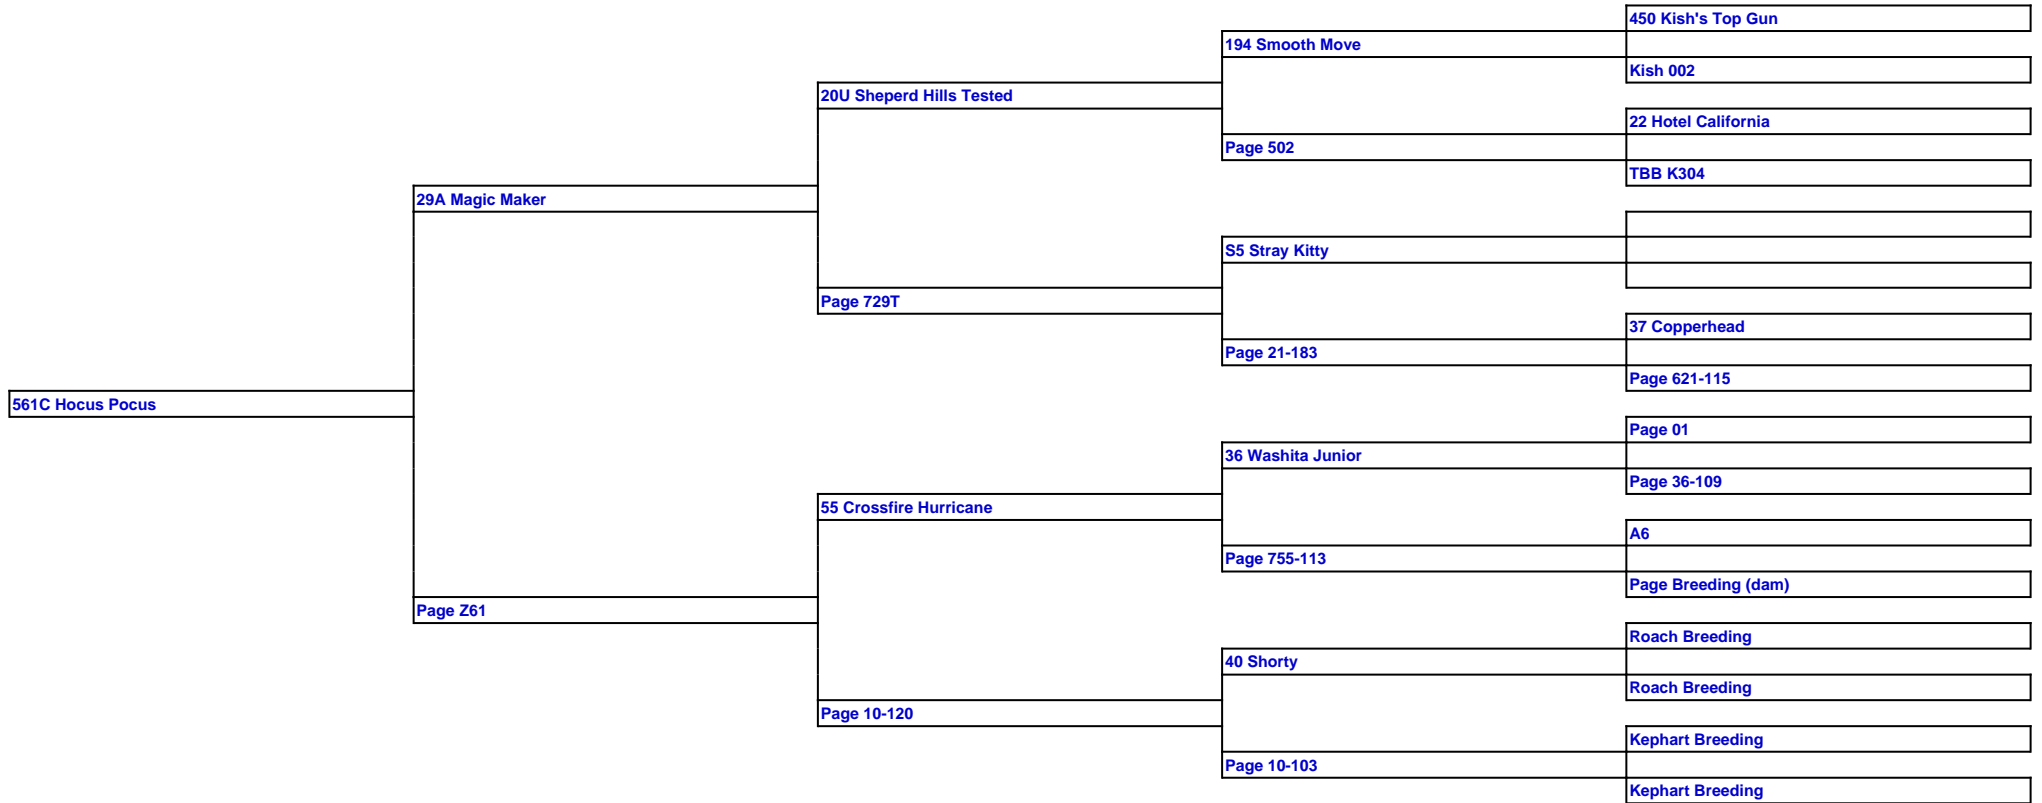 450 Kish's Top Gun
194 Smooth Move
Kish 002
20U Sheperd Hills Tested
22 Hotel California
Page 502
TBB K304
29A Magic Maker
S5 Stray Kitty
Page 729T
37 Copperhead
Page 21-183
Page 621-115
561C Hocus Pocus
Page 01
36 Washita Junior
Page 36-109
55 Crossfire Hurricane
A6
Page 755-113
Page Breeding (dam)
Page Z61
Roach Breeding
40 Shorty
Roach Breeding
Page 10-120
Kephart Breeding
Page 10-103
Kephart Breeding